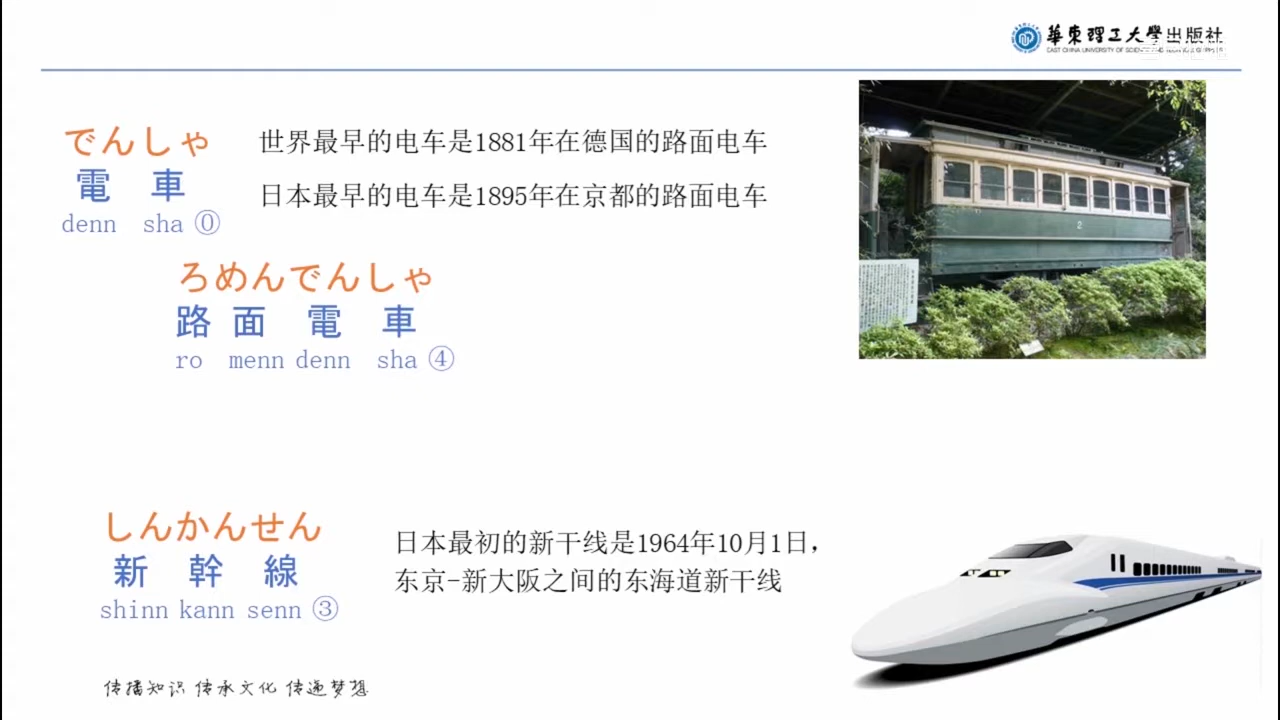 華東理工大學出版社
EAST CHINA UNIVERSITY OF SCIENCE
でんしゃ
電 車
denn sha ⓪
世界最早的电车是1881年在德国的路面电车
日本最早的电车是1895年在京都的路面电车
ろめんでんしゃ
路 面 電 車
ro menn denn sha ④
2
しんかんせん
新 幹 線
shinn kann senn ③
日本最初的新干线是1964年10月1日，
东京-新大阪之间的东海道新干线
传播知识 传承文化 传递梦想